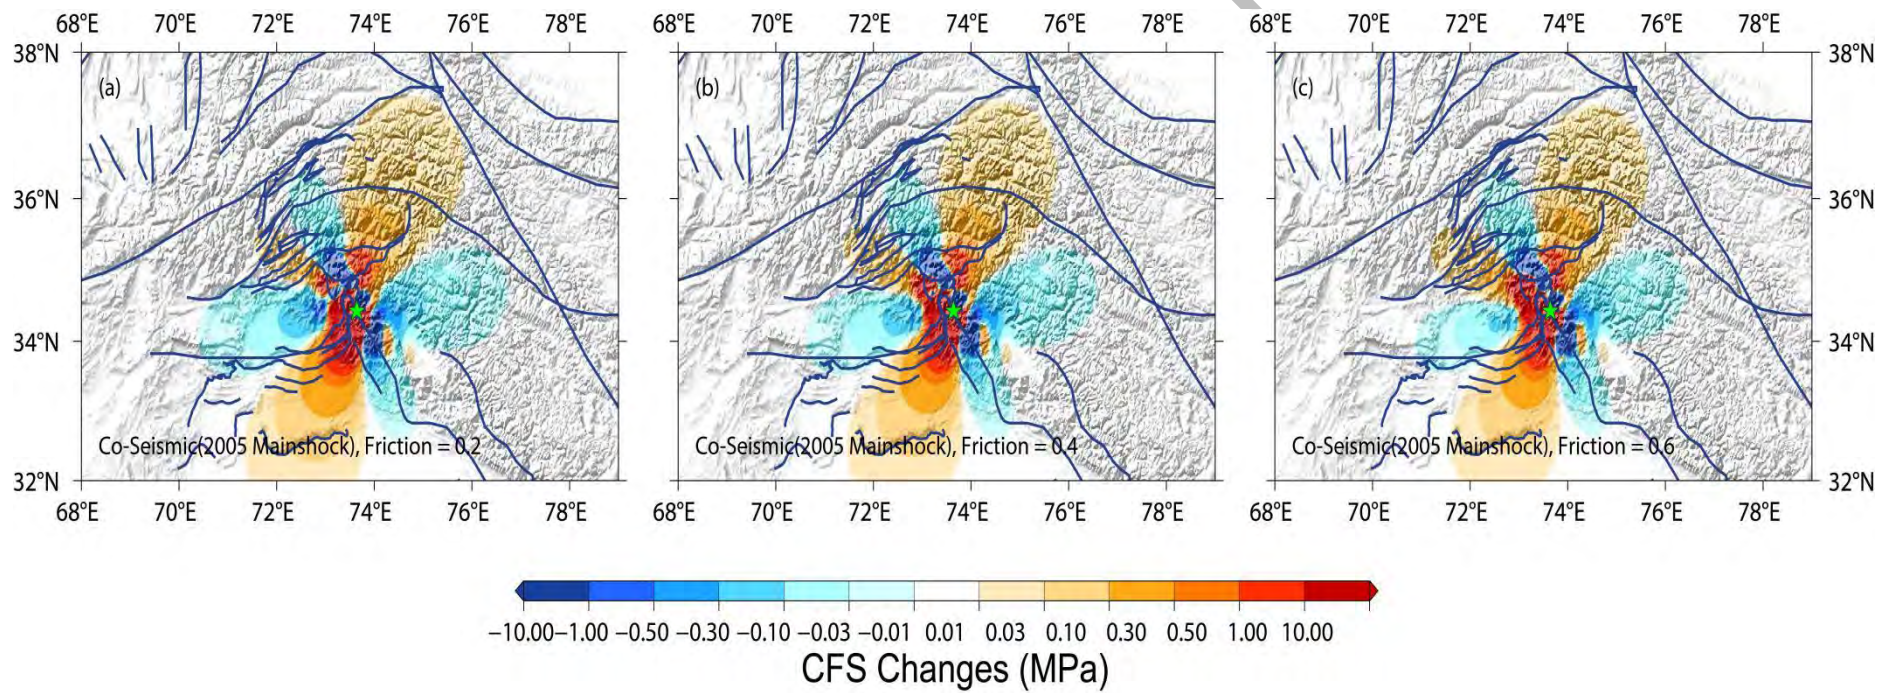 68°E 70°E 72°E 74°E 76°E 78°E 68°E 70°E 72°E 74°E 76°E 78°E 68°E 70°E 72°E 74°E 76°E 78°E
38°N 38°N
(a) (b) (c)
36°N 36°N
34°N 34°N
Co-Seismic(2005 Mainshock), Friction = 0.2 Co-Seismic(2005 Mainshock), Friction = 0.4 Co-Seismic(2005 Mainshock), Friction = 0.6
32°N 32°N
68°E 70°E 72°E 74°E 76°E 78°E 68°E 70°E 72°E 74°E 76°E 78°E 68°E 70°E 72°E 74°E 76°E 78°E
−10.00 −1.00 −0.50 −0.30 −0.10 −0.03 −0.01 0.01 0.03 0.10 0.30 0.50 1.00 10.00
CFS Changes (MPa)